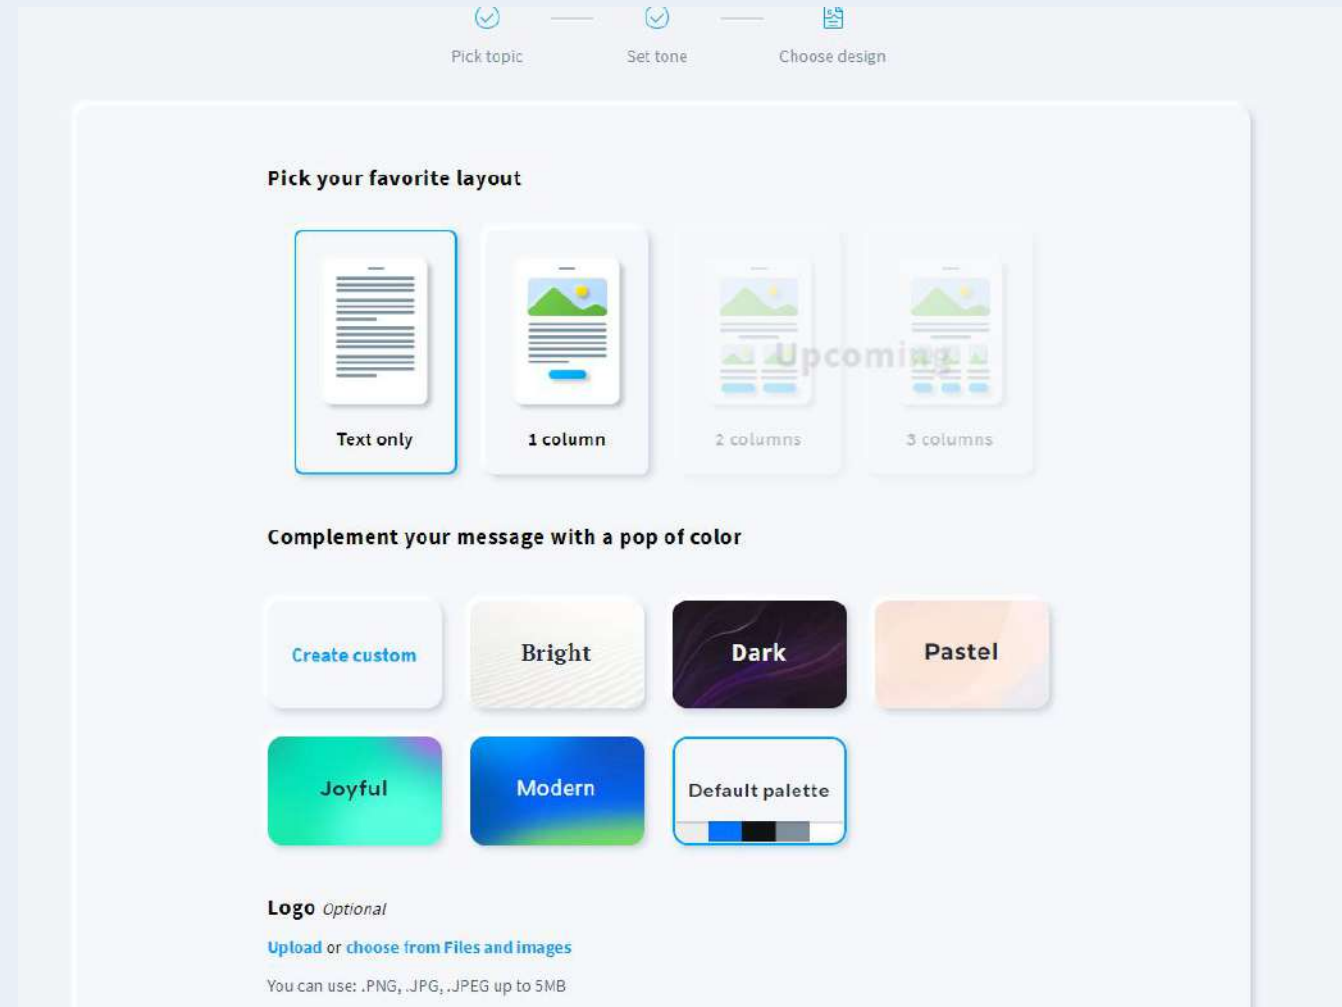 Pick topic
Set tone
Choose design
Pick your favorite layout
Upcoming
Text only
1 column
2 columns
3 columns
Complement your message with a pop of color
Create custom
Bright
Dark
Pastel
Joyful
Modern
Default palette
Logo Optional
Upload or choose from Files and images
You can use: .PNG, .JPG, .JPEG up to 5MB